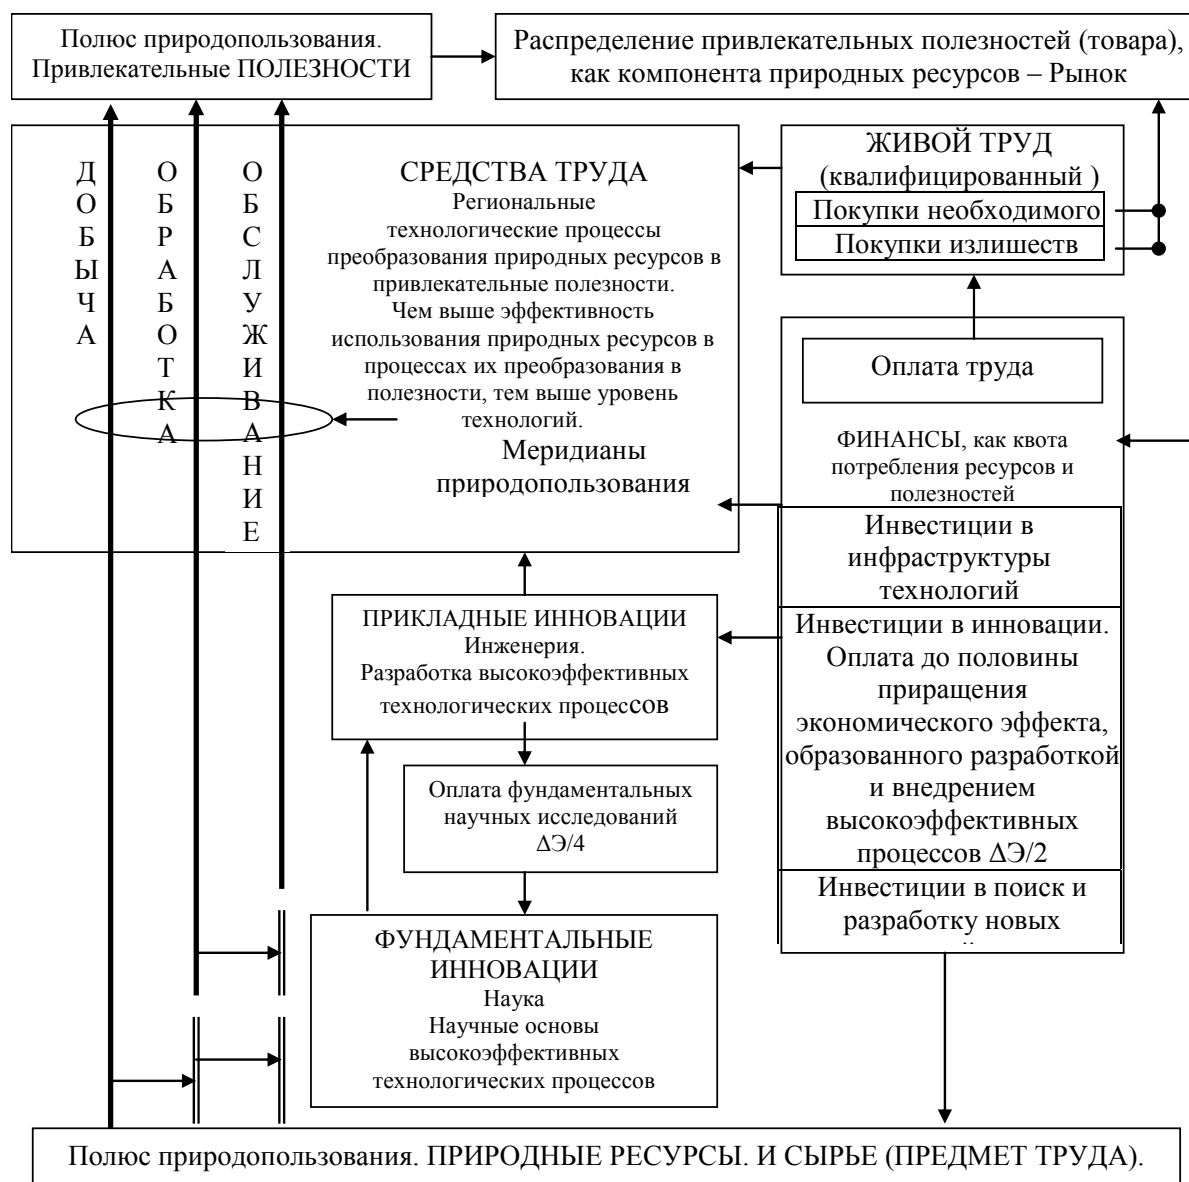 Полюс природопользования.
Привлекательные ПОЛЕЗНОСТИ
Распределение привлекательных полезностей (товара),
как компонента природных ресурсов – Рынок
ДОБЫЧА
ОБРАБОТКА
ОБСЛУЖИВАНИЕ
СРЕДСТВА ТРУДА
Региональные
технологические процессы
преобразования природных ресурсов в
привлекательные полезности.
Чем выше эффективность
использования природных ресурсов в
процессах их преобразования в
полезности, тем выше уровень
технологий.
Меридианы
природопользования
ЖИВОЙ ТРУД
(квалифицированный )
Покупки необходимого
Покупки излишеств
Оплата труда
ФИНАНСЫ, как квота
потребления ресурсов и
полезностей
Инвестиции в
инфраструктуры
технологий
Инвестиции в инновации.
Оплата до половины
приращения
экономического эффекта,
образованного разработкой
и внедрением
высокоэффективных
процессов ΔЭ/2
Инвестиции в поиск и
разработку новых
ПРИКЛАДНЫЕ ИННОВАЦИИ
Инженерия.
Разработка высокоэффективных
технологических процессов
Оплата фундаментальных
научных исследований
ΔЭ/4
ФУНДАМЕНТАЛЬНЫЕ
ИННОВАЦИИ
Наука
Научные основы
высокоэффективных
технологических процессов
Полюс природопользования. ПРИРОДНЫЕ РЕСУРСЫ. И СЫРЬЕ (ПРЕДМЕТ ТРУДА).